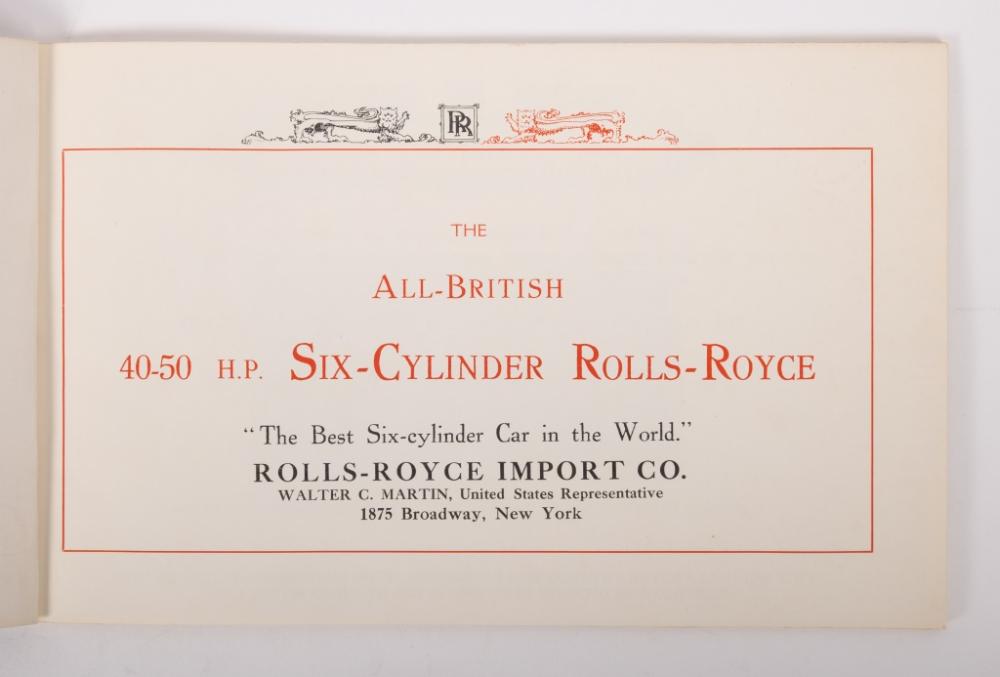 RR
THE
ALL-BRITISH
40-50 H.P. SIX-CYLINDER ROLLS-ROYCE
"The Best Six-cylinder Car in the World."
ROLLS-ROYCE IMPORT CO.
WALTER C. MARTIN, United States Representative
1875 Broadway, New York